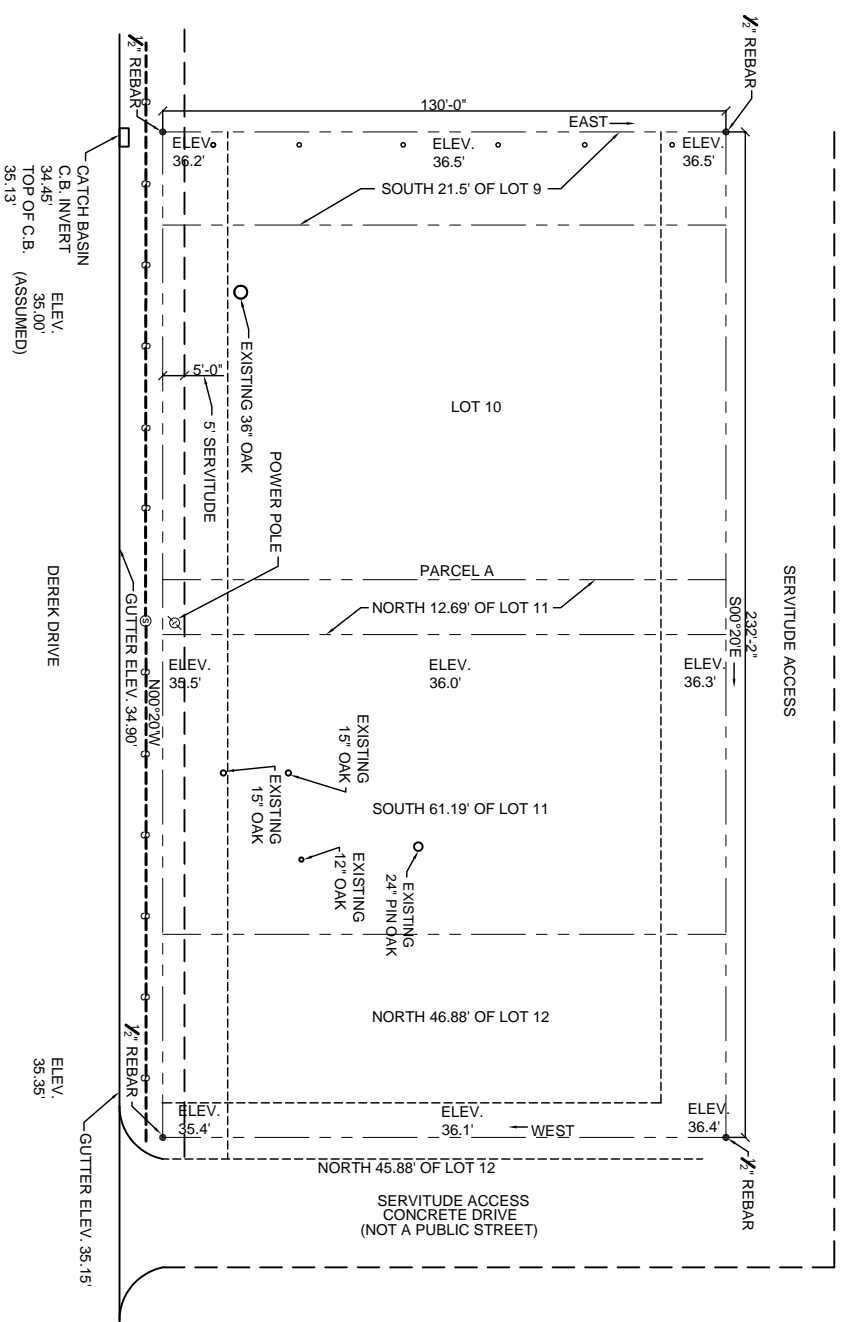 ½" REBAR
½" REBAR
130'-0"
EAST
ELEV.
36.2'
ELEV.
36.5'
ELEV.
36.5'
SOUTH 21.5' OF LOT 9
CATCH BASIN
C.B. INVERT
34.45'
TOP OF C.B.
35.13'
ELEV.
35.00'
(ASSUMED)
EXISTING 36" OAK
5'-0"
5' SERVITUDE
LOT 10
POWER POLE
SERVITUDE ACCESS
232'-2"
S00°20'E
PARCEL A
NORTH 12.69' OF LOT 11
GUTTER ELEV. 34.90'
DEREK DRIVE
N00°20'W
S
ELEV.
35.5'
ELEV.
36.0'
ELEV.
36.3'
EXISTING
15" OAK
EXISTING
15" OAK
SOUTH 61.19' OF LOT 11
EXISTING
12" OAK
EXISTING
24" PIN OAK
NORTH 46.88' OF LOT 12
½" REBAR
ELEV.
35.35'
GUTTER ELEV. 35.15'
ELEV.
35.4'
ELEV.
36.1'
WEST
ELEV.
36.4'
½" REBAR
NORTH 45.88' OF LOT 12
SERVITUDE ACCESS
CONCRETE DRIVE
(NOT A PUBLIC STREET)